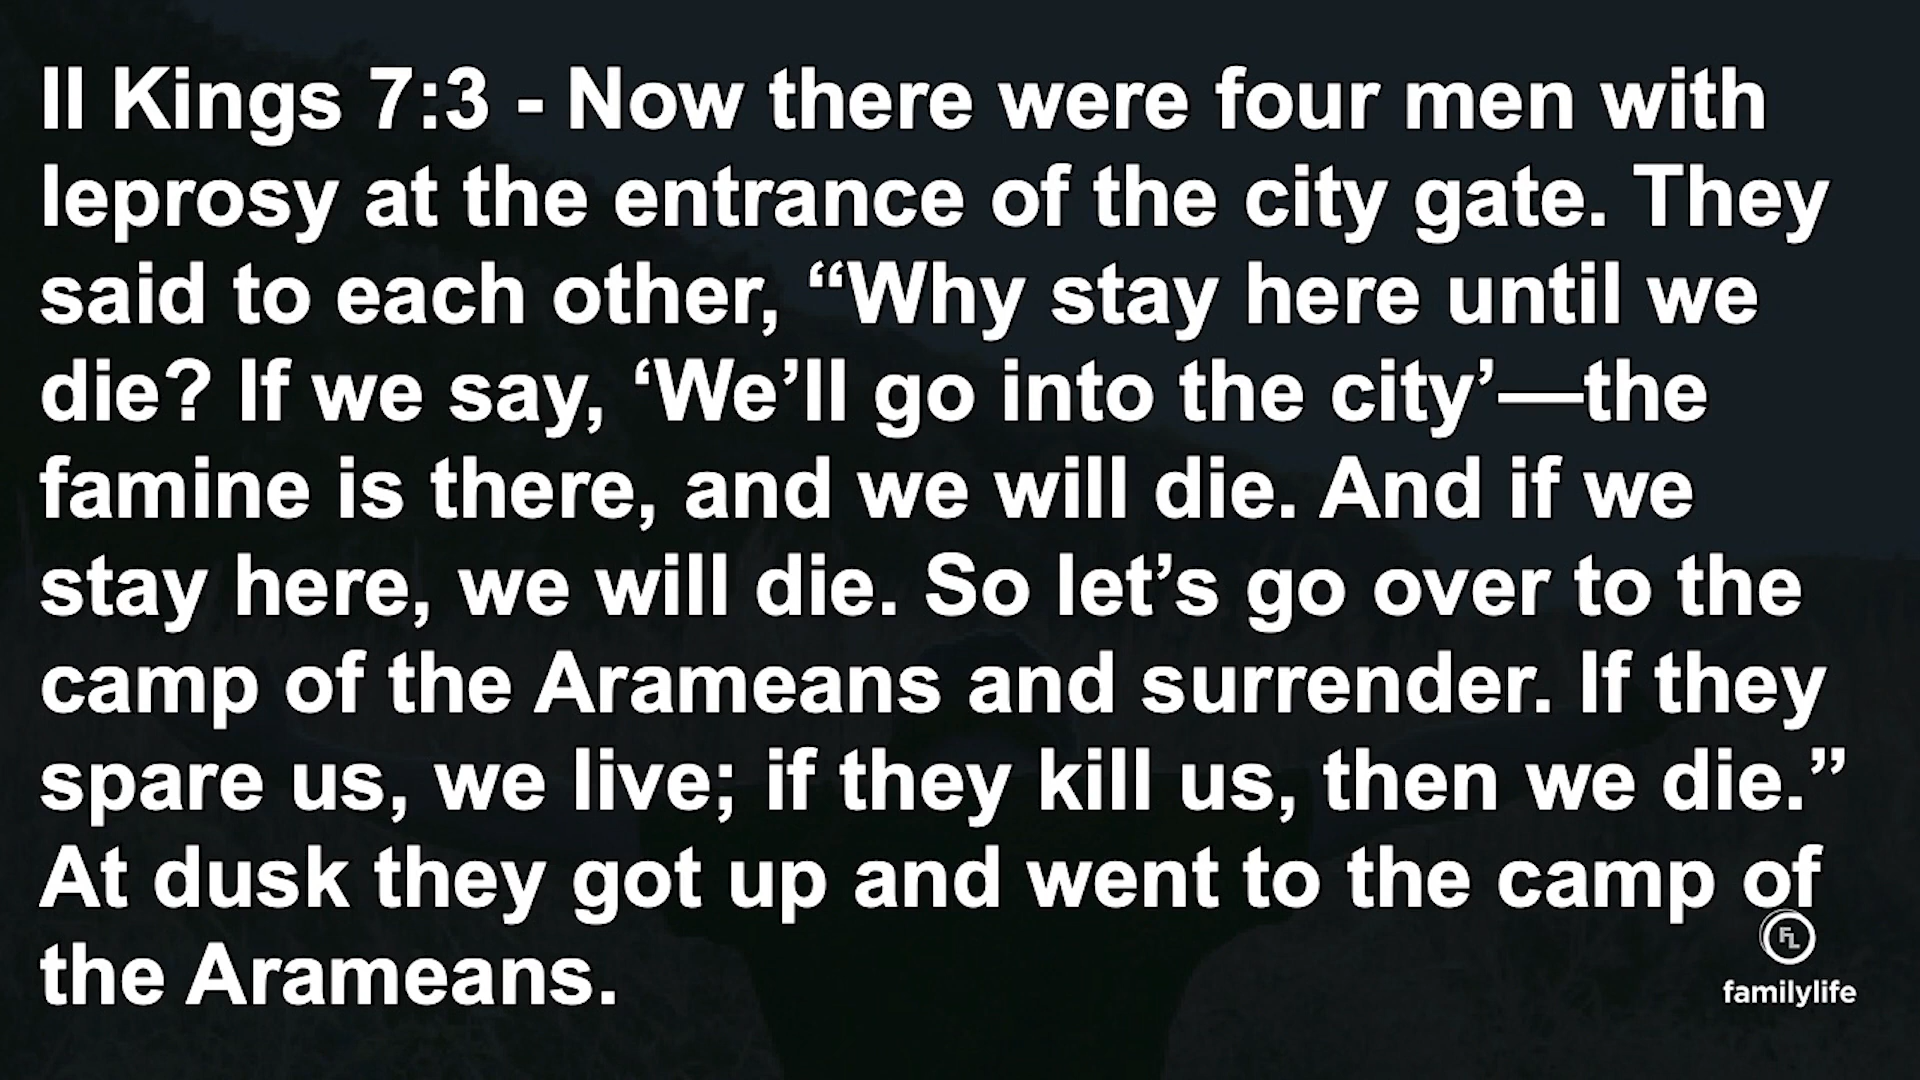 II Kings 7:3 - Now there were four men with
leprosy at the entrance of the city gate. They
said to each other, “Why stay here until we
die? If we say, ‘We’ll go into the city’—the
famine is there, and we will die. And if we
stay here, we will die. So let’s go over to the
camp of the Arameans and surrender. If they
spare us, we live; if they kill us, then we die.”
At dusk they got up and went to the camp of
the Arameans.
FL
familylife